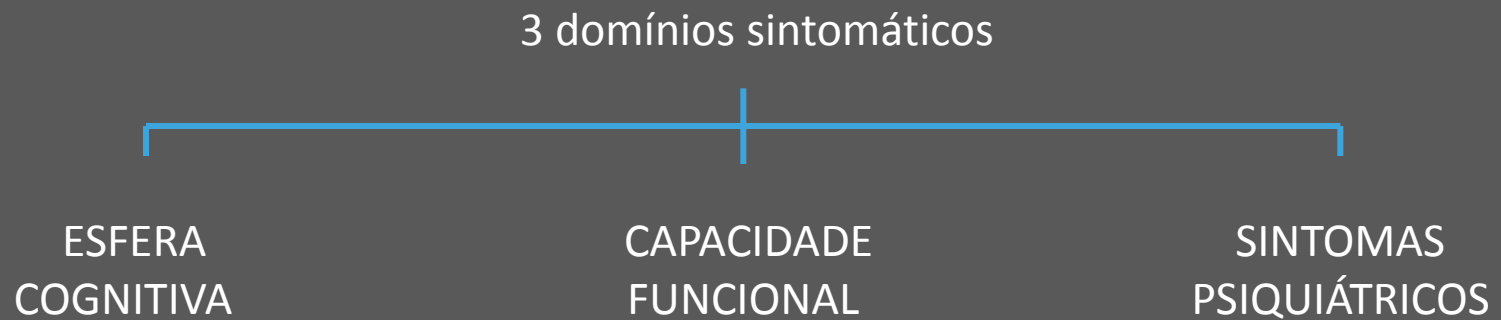 3 domínios sintomáticos
ESFERA
COGNITIVA
CAPACIDADE
FUNCIONAL
SINTOMAS
PSIQUIÁTRICOS